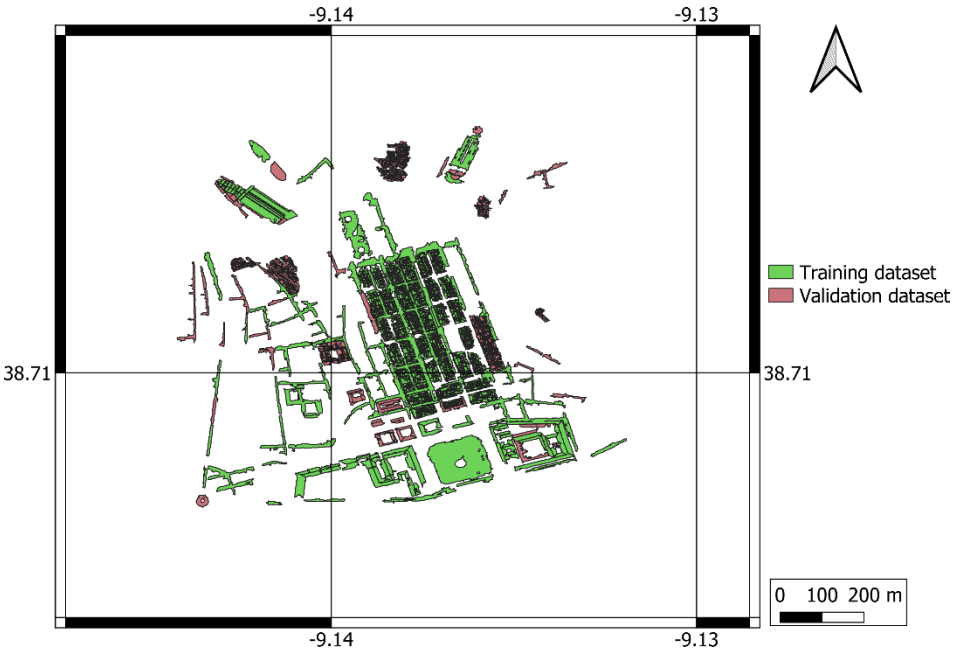 -9.14 -9.13
Training dataset
Validation dataset
38.71 38.71
0 100 200 m
-9.14 -9.13